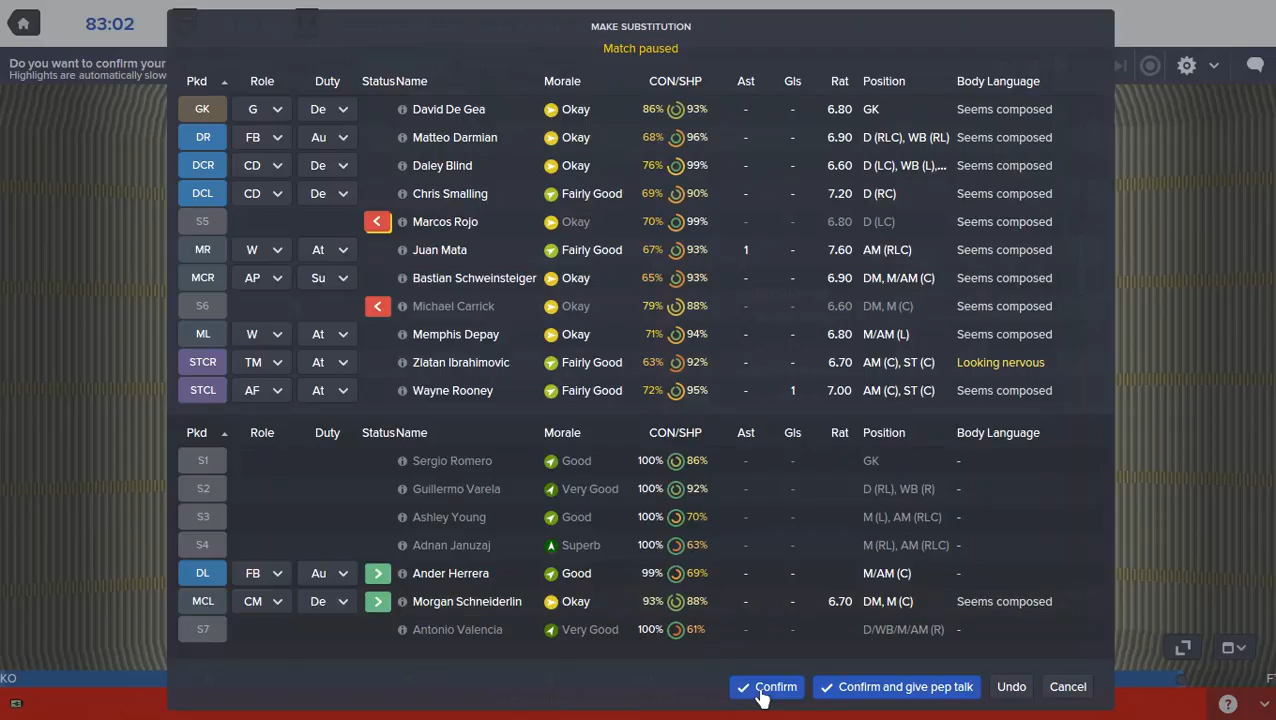 83:02
MAKE SUBSTITUTION
Match paused
Do you want to confirm your
Highlights are automatically slow
Pkd Role Duty Status Name Morale CON/SHP Ast Gls Rat Position Body Language
GK G De David De Gea Okay 86% 93% - - 6.80 GK Seems composed
DR FB Au Matteo Darmian Okay 68% 96% - - 6.90 D (RLC), WB (RL) Seems composed
DCR CD De Daley Blind Okay 76% 99% - - 6.60 D (LC), WB (L),... Seems composed
DCL CD De Chris Smalling Fairly Good 69% 90% - - 7.20 D (RC) Seems composed
S5 Marcos Rojo Okay 70% 99% - - 6.80 D (LC) Seems composed
MR W At Juan Mata Fairly Good 67% 93% 1 - 7.60 AM (RLC) Seems composed
MCR AP Su Bastian Schweinsteiger Okay 65% 93% - - 6.90 DM, M/AM (C) Seems composed
S6 Michael Carrick Okay 79% 88% - - 6.60 DM, M (C) Seems composed
ML W At Memphis Depay Okay 71% 94% - - 6.80 M/AM (L) Seems composed
STCR TM At Zlatan Ibrahimovic Fairly Good 63% 92% - - 6.70 AM (C), ST (C) Looking nervous
STCL AF At Wayne Rooney Fairly Good 72% 95% - 1 7.00 AM (C), ST (C) Seems composed
Pkd Role Duty Status Name Morale CON/SHP Ast Gls Rat Position Body Language
S1 Sergio Romero Good 100% 86% - - GK -
S2 Guillermo Varela Very Good 100% 92% - - D (RL), WB (R) -
S3 Ashley Young Good 100% 70% - - M (L), AM (RLC) -
S4 Adnan Januzaj Superb 100% 63% - - M (RL), AM (RLC) -
DL FB Au Ander Herrera Good 99% 69% - - M/AM (C) -
MCL CM De Morgan Schneiderlin Okay 93% 88% - - 6.70 DM, M (C) Seems composed
S7 Antonio Valencia Very Good 100% 61% - - D/WB/M/AM (R) -
KO
Confirm Confirm and give pep talk Undo Cancel